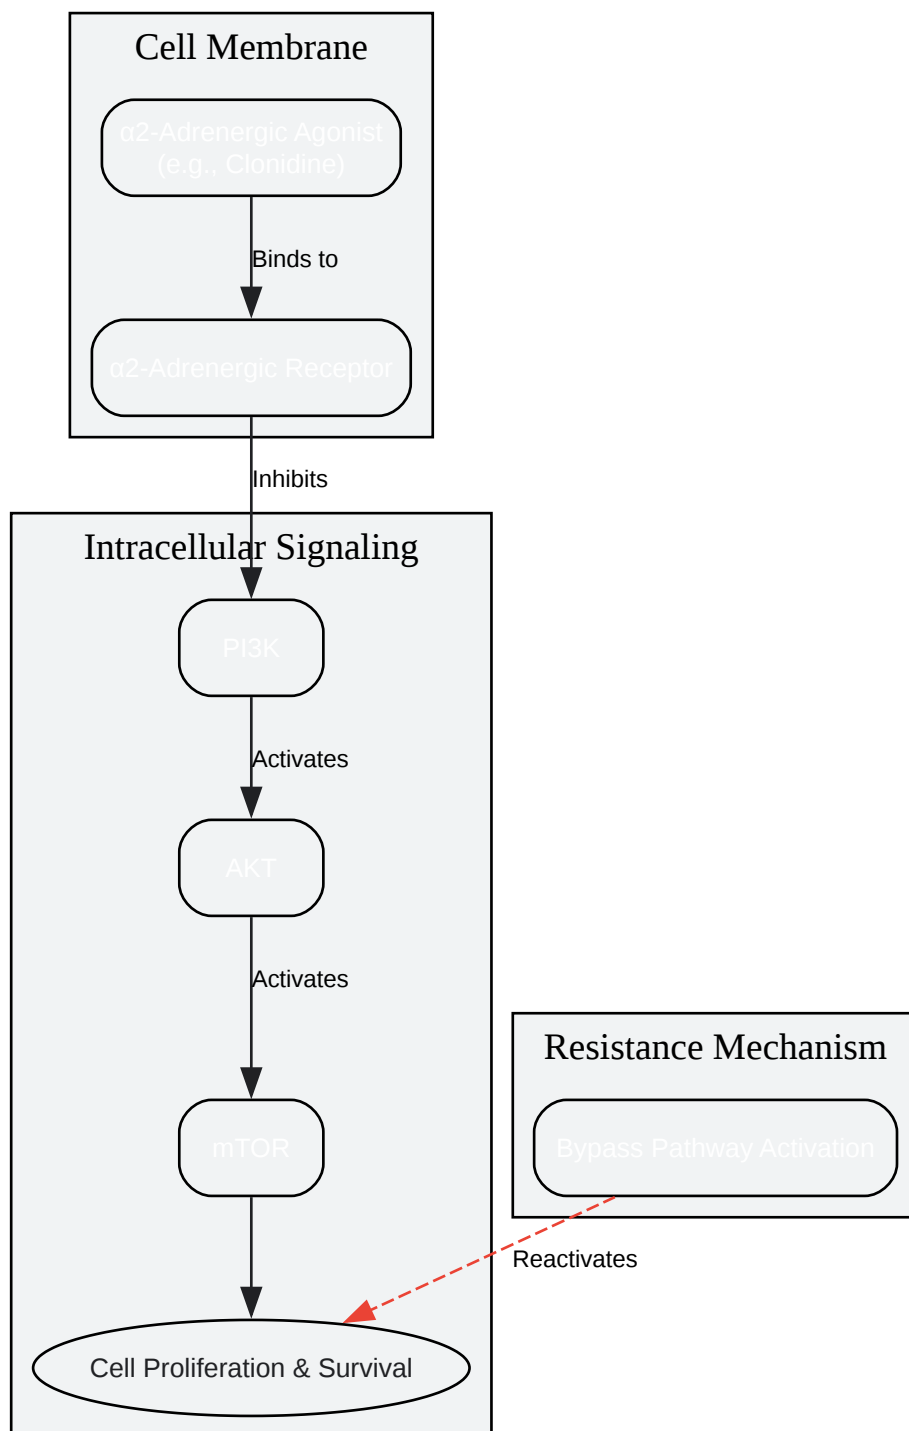 Cell Membrane
α2-Adrenergic Agonist
(e.g., Clonidine)
Binds to
α2-Adrenergic Receptor
Inhibits
Intracellular Signaling
PI3K
Activates
AKT
Activates
Resistance Mechanism
mTOR
Bypass Pathway Activation
Reactivates
Cell Proliferation & Survival